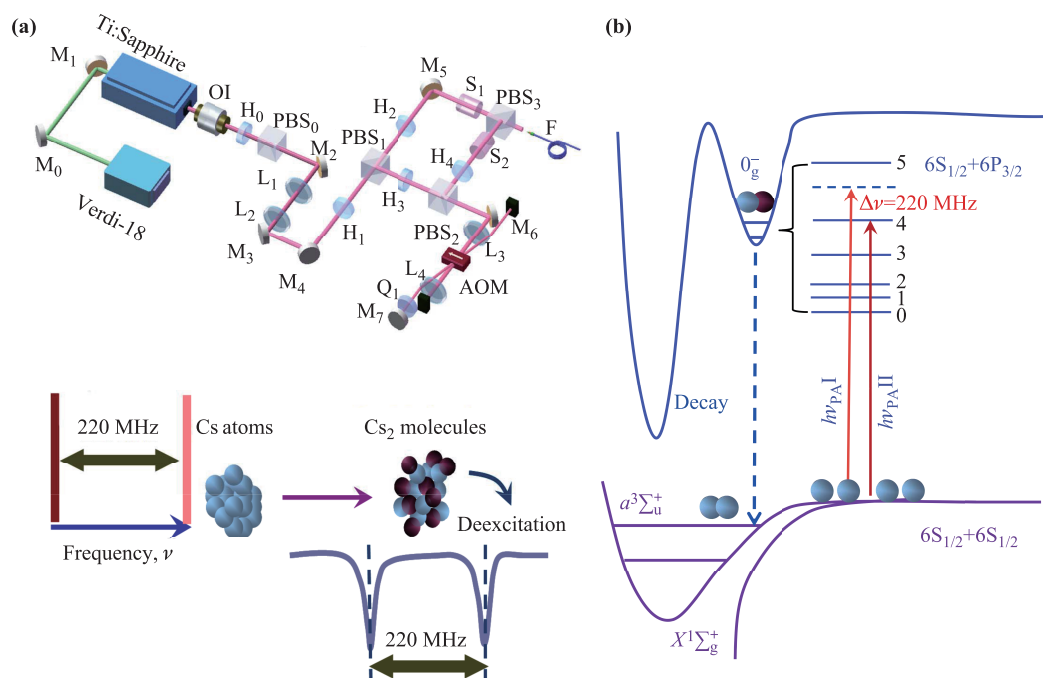 (a)
Ti:Sapphire
M₁
OI
H₀
PBS₀
M₀
Verdi-18
M₂
L₁
L₂
M₃
M₄
H₁
PBS₁
H₂
M₅
S₁
PBS₃
F
S₂
H₄
H₃
PBS₂
M₆
L₃
AOM
L₄
Q₁
M₇
220 MHz
Cs atoms
Frequency, ν
Cs₂ molecules
Deexcitation
220 MHz
(b)
0⁻g
5
6S₁/₂+6P₃/₂
Δν=220 MHz
4
3
2
1
0
Decay
hνPAI
hνPAII
a³Σ⁺u
6S₁/₂+6S₁/₂
X¹Σ⁺g